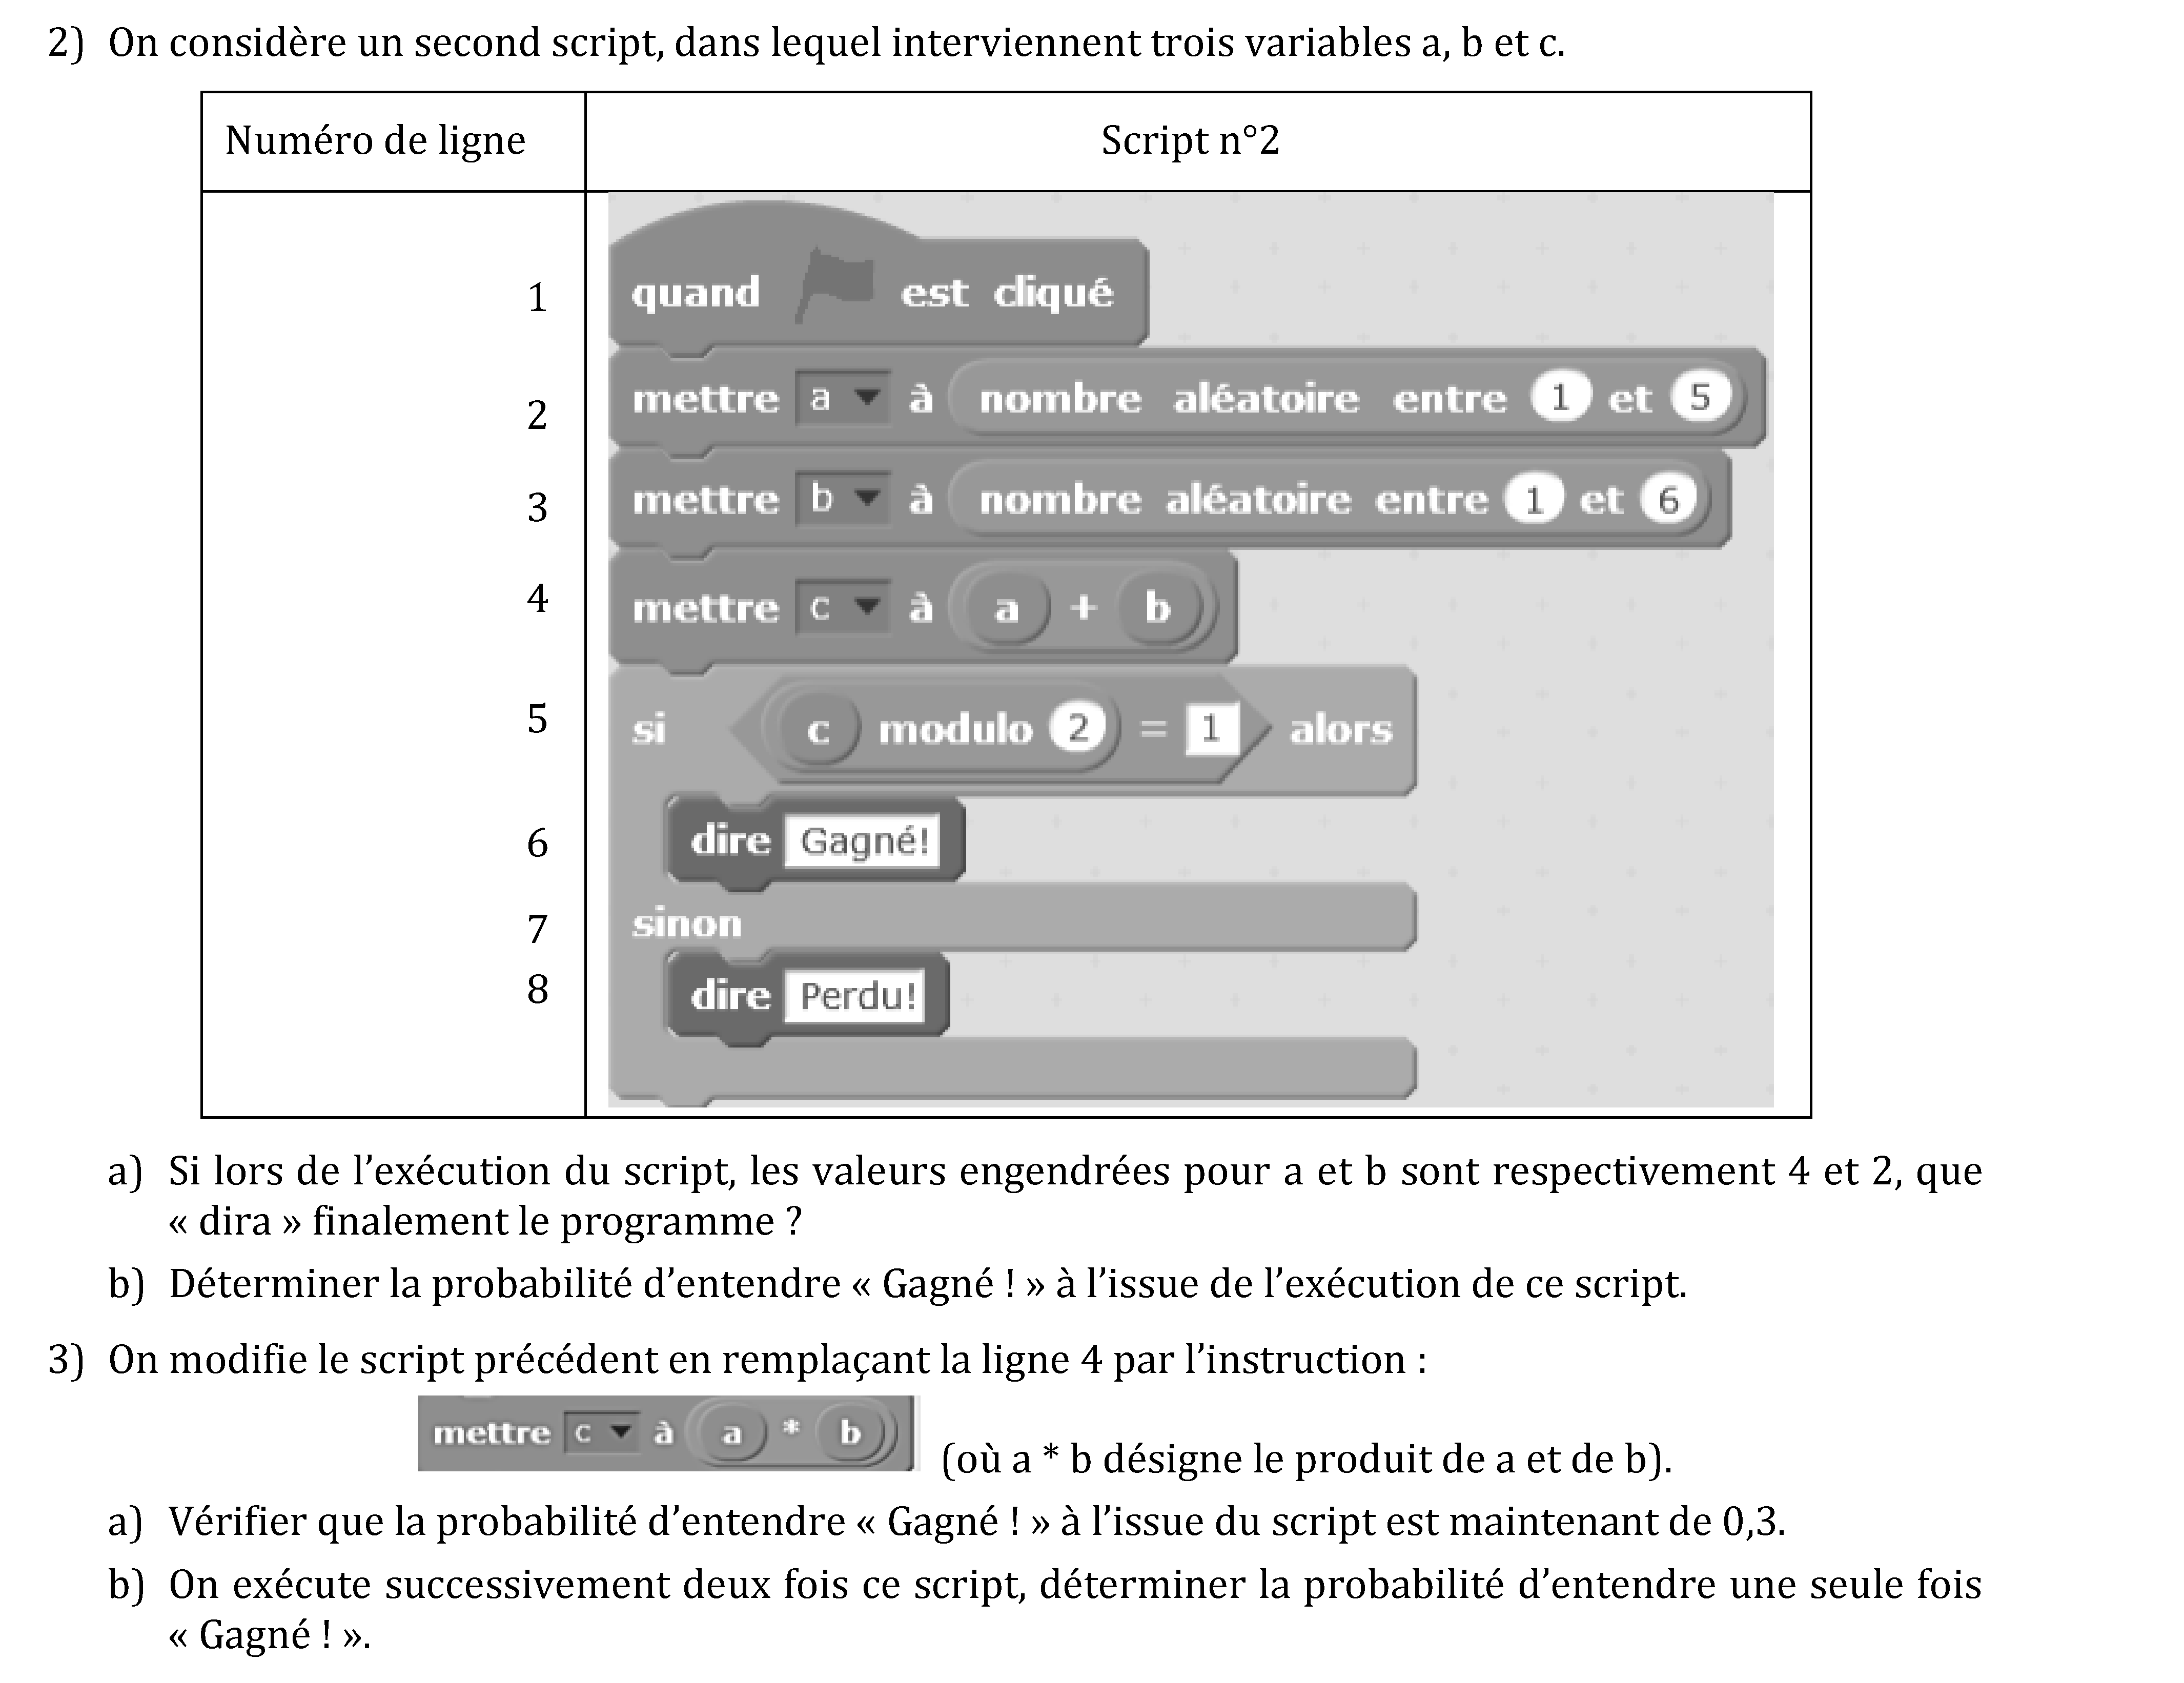 2) On considère un second script, dans lequel interviennent trois variables a, b et c.
Numéro de ligne Script n°2
1 quand est cliqué
2 mettre a à nombre aléatoire entre 1 et 5
3 mettre b à nombre aléatoire entre 1 et 6
4 mettre c à a + b
5 si c modulo 2 = 1 alors
6 dire Gagné!
7 sinon
8 dire Perdu!
a) Si lors de l’exécution du script, les valeurs engendrées pour a et b sont respectivement 4 et 2, que
« dira » finalement le programme ?
b) Déterminer la probabilité d’entendre « Gagné ! » à l’issue de l’exécution de ce script.
3) On modifie le script précédent en remplaçant la ligne 4 par l’instruction :
mettre c à a * b (où a * b désigne le produit de a et de b).
a) Vérifier que la probabilité d’entendre « Gagné ! » à l’issue du script est maintenant de 0,3.
b) On exécute successivement deux fois ce script, déterminer la probabilité d’entendre une seule fois
« Gagné ! ».